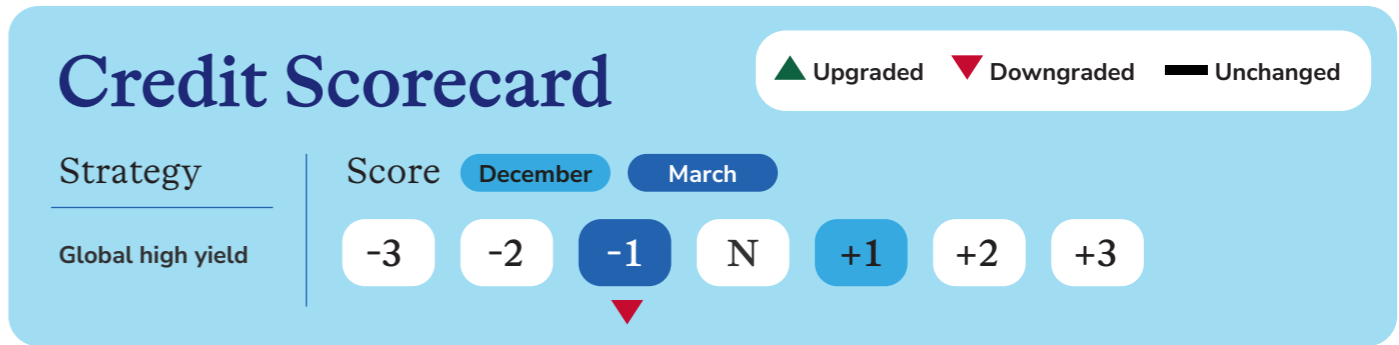 Credit Scorecard
Upgraded Downgraded Unchanged
Strategy
Score December March
Global high yield
-3 -2 -1 N +1 +2 +3